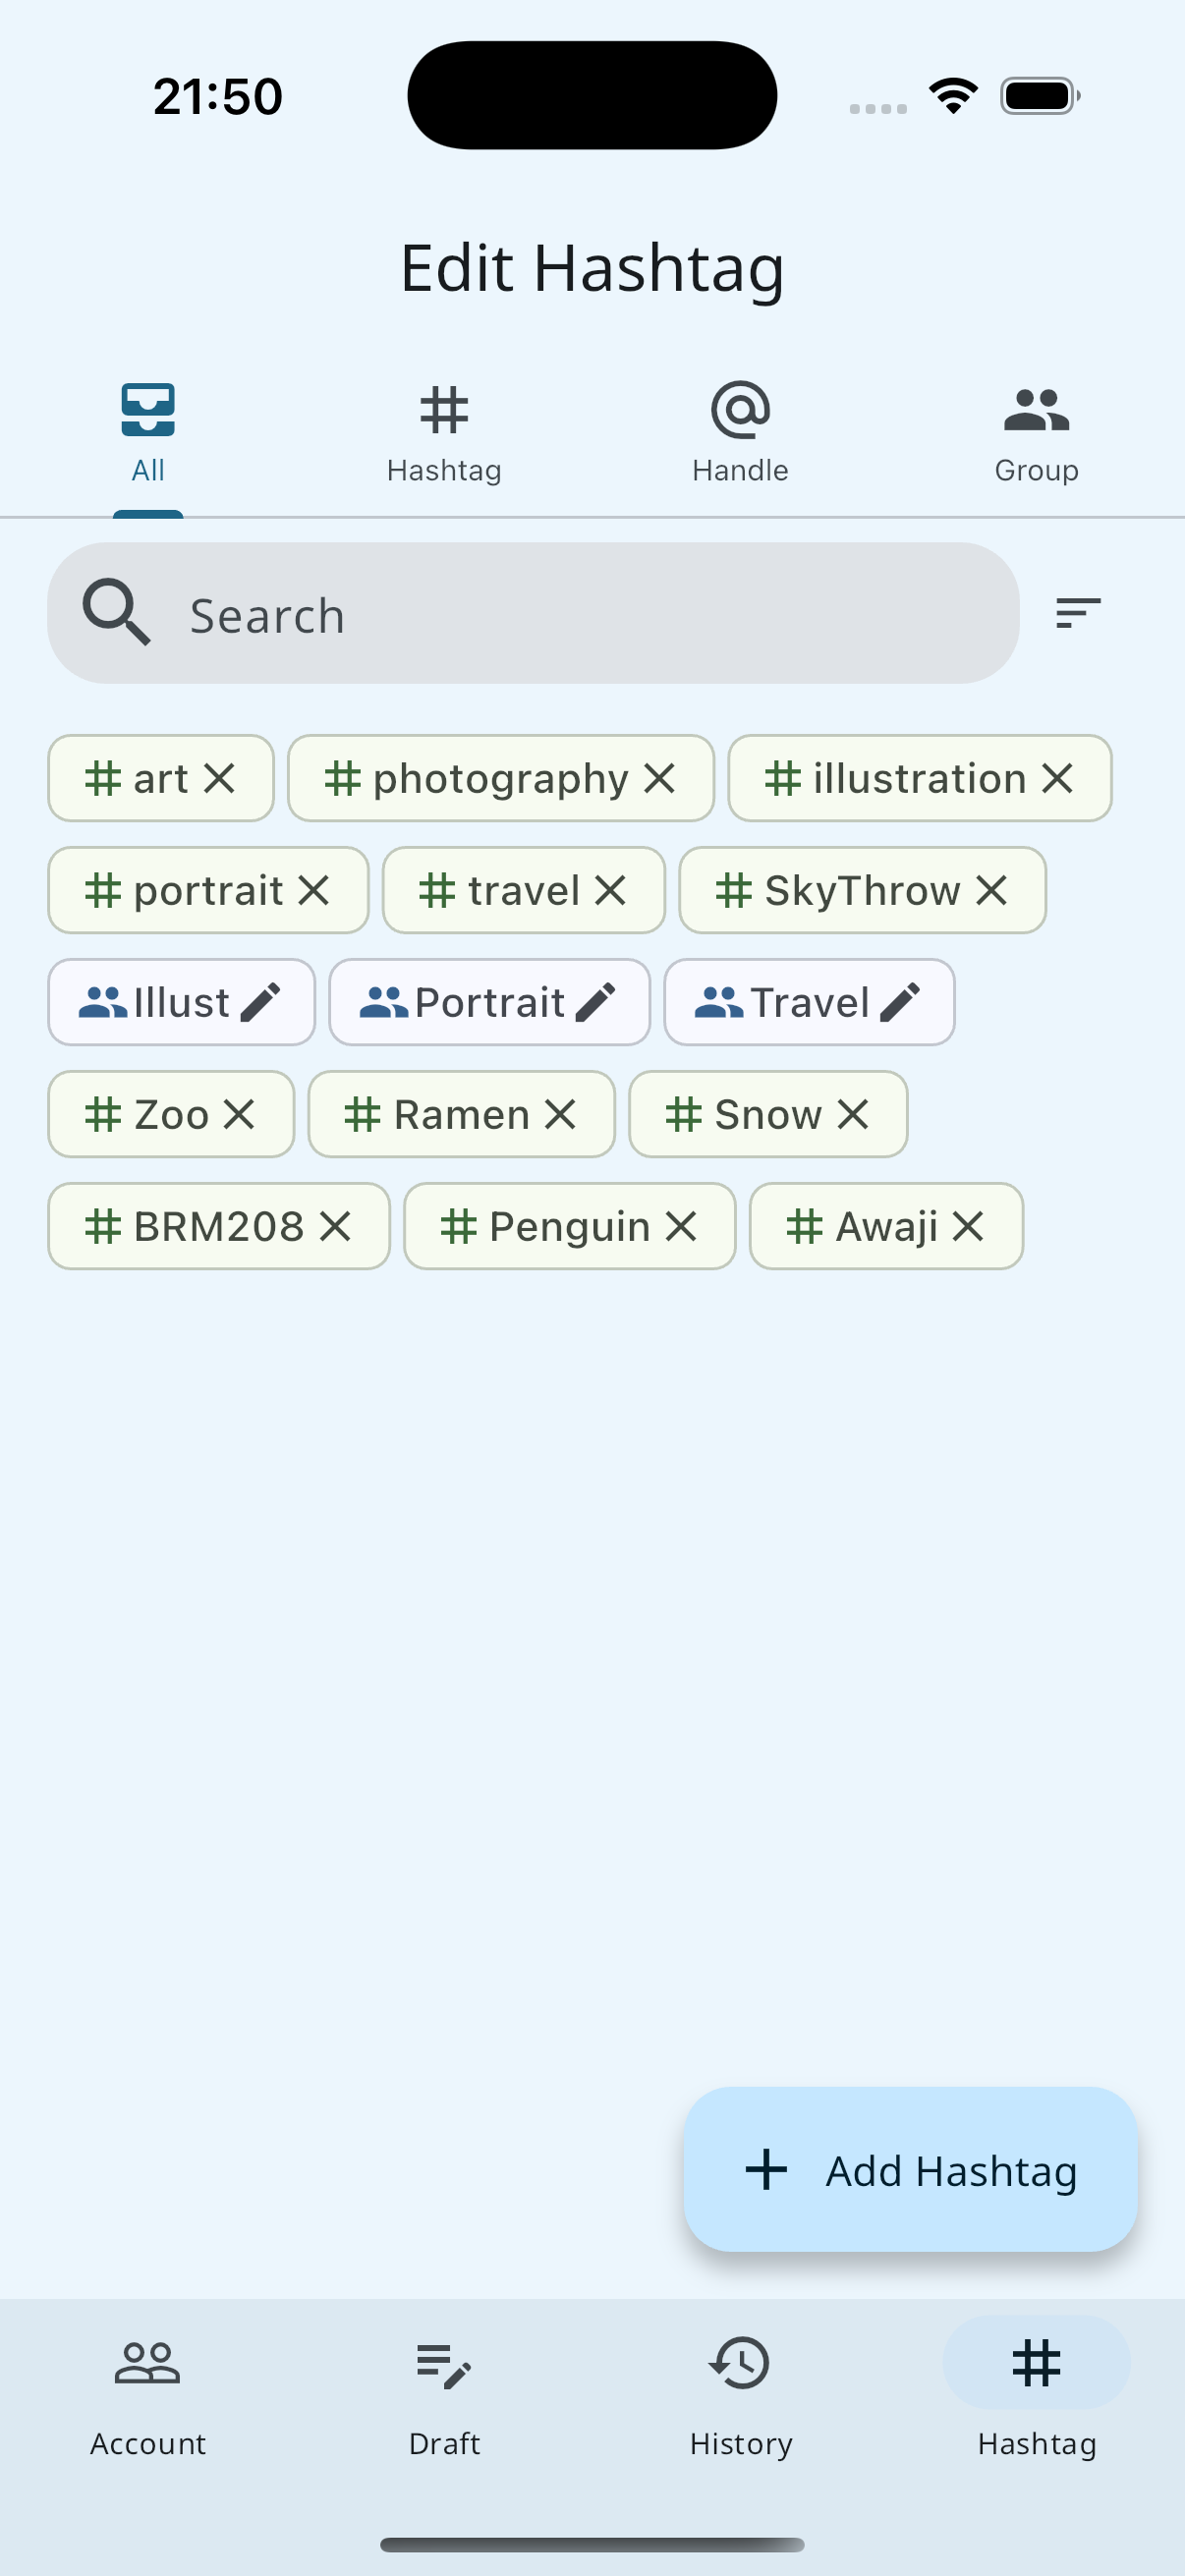 21:50
Edit Hashtag
All Hashtag Handle Group
Search
# art # photography # illustration
# portrait # travel # SkyThrow
Illust Portrait Travel
# Zoo # Ramen # Snow
# BRM208 # Penguin # Awaji
+ Add Hashtag
Account Draft History Hashtag